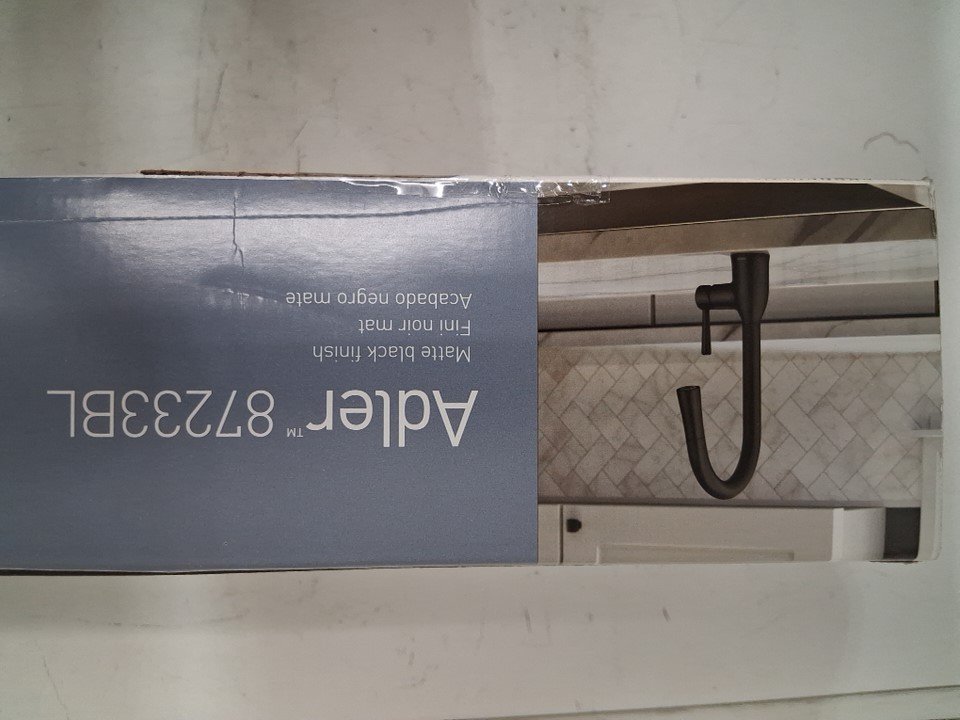 Adler™ 87233BL
Matte black finish
Fini noir mat
Acabado negro mate